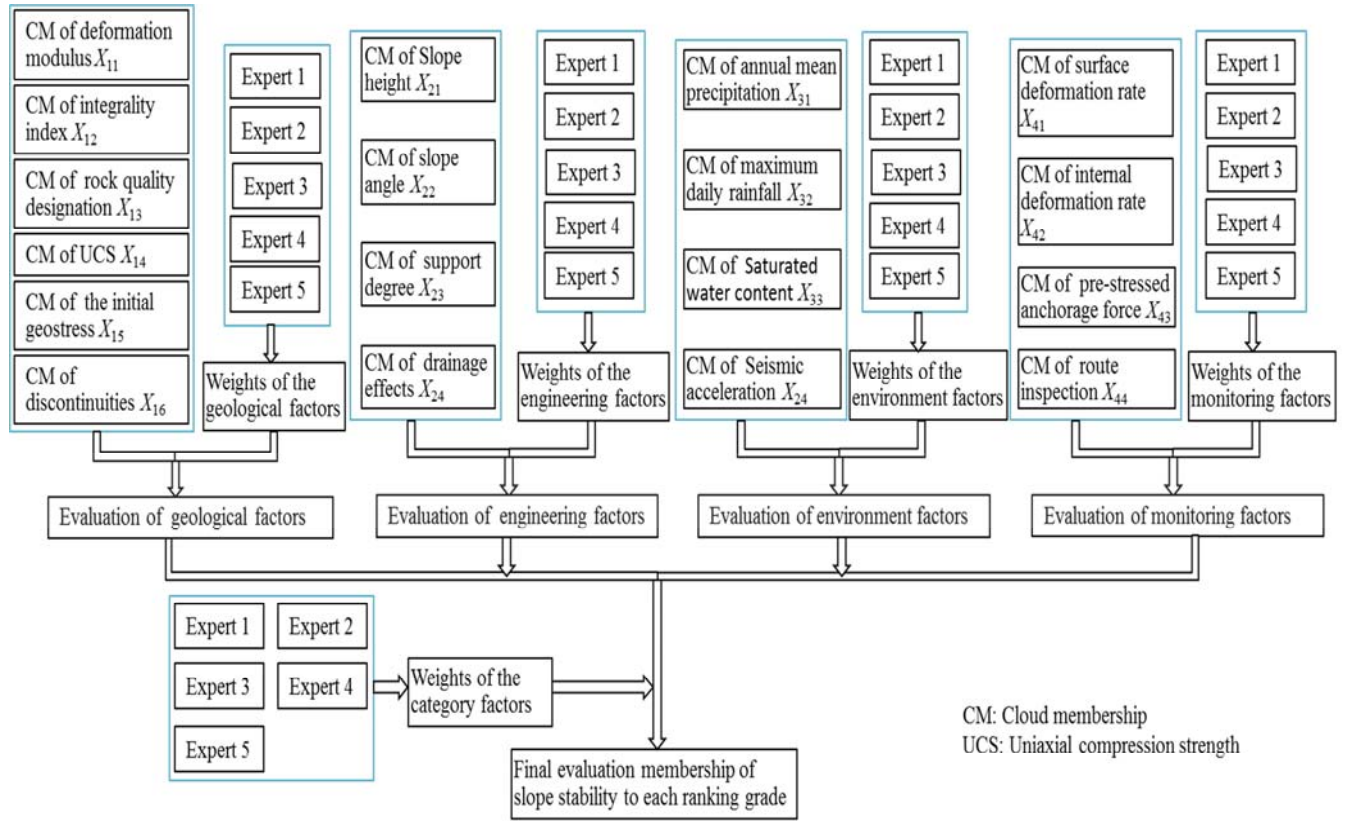 CM of deformation
modulus X11
CM of integrality
index X12
CM of rock quality
designation X13
CM of UCS X14
CM of the initial
geostress X15
CM of
discontinuities X16
Expert 1
Expert 2
Expert 3
Expert 4
Expert 5
Weights of the
geological factors
CM of Slope
height X21
CM of slope
angle X22
CM of support
degree X23
CM of drainage
effects X24
Expert 1
Expert 2
Expert 3
Expert 4
Expert 5
Weights of the
engineering factors
CM of annual mean
precipitation X31
CM of maximum
daily rainfall X32
CM of Saturated
water content X33
CM of Seismic
acceleration X24
Expert 1
Expert 2
Expert 3
Expert 4
Expert 5
Weights of the
environment factors
CM of surface
deformation rate
X41
CM of internal
deformation rate
X42
CM of pre-stressed
anchorage force X43
CM of route
inspection X44
Expert 1
Expert 2
Expert 3
Expert 4
Expert 5
Weights of the
monitoring factors
Evaluation of geological factors
Evaluation of engineering factors
Evaluation of environment factors
Evaluation of monitoring factors
Expert 1
Expert 2
Expert 3
Expert 4
Expert 5
Weights of the
category factors
CM: Cloud membership
UCS: Uniaxial compression strength
Final evaluation membership of
slope stability to each ranking grade